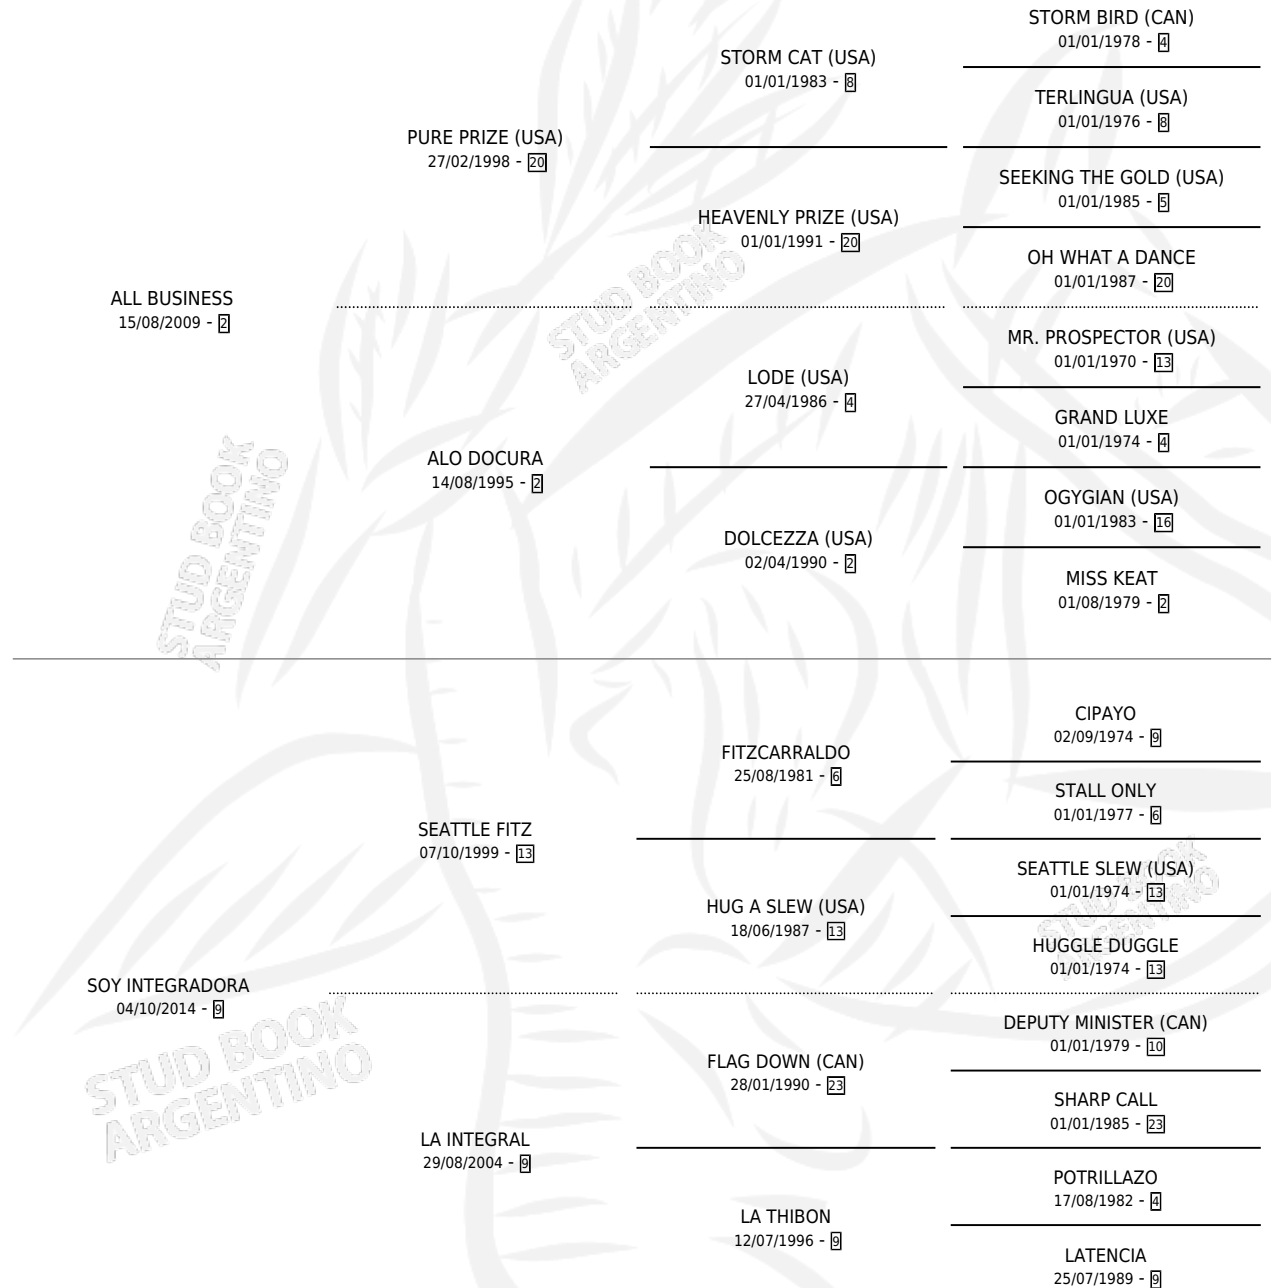 STORM BIRD (CAN)
01/01/1978 - 4
STORM CAT (USA)
01/01/1983 - 8
TERLINGUA (USA)
01/01/1976 - 8
PURE PRIZE (USA)
27/02/1998 - 20
SEEKING THE GOLD (USA)
01/01/1985 - 5
HEAVENLY PRIZE (USA)
01/01/1991 - 20
OH WHAT A DANCE
01/01/1987 - 20
ALL BUSINESS
15/08/2009 - 2
MR. PROSPECTOR (USA)
01/01/1970 - 13
LODE (USA)
27/04/1986 - 4
GRAND LUXE
01/01/1974 - 4
ALO DOCURA
14/08/1995 - 2
OGYGIAN (USA)
01/01/1983 - 16
DOLCEZZA (USA)
02/04/1990 - 2
MISS KEAT
01/08/1979 - 2
CIPAYO
02/09/1974 - 9
FITZCARRALDO
25/08/1981 - 6
STALL ONLY
01/01/1977 - 6
SEATTLE FITZ
07/10/1999 - 13
SEATTLE SLEW (USA)
01/01/1974 - 13
HUG A SLEW (USA)
18/06/1987 - 13
HUGGLE DUGGLE
01/01/1974 - 13
SOY INTEGRADORA
04/10/2014 - 9
DEPUTY MINISTER (CAN)
01/01/1979 - 10
FLAG DOWN (CAN)
28/01/1990 - 23
SHARP CALL
01/01/1985 - 23
LA INTEGRAL
29/08/2004 - 9
POTRILLAZO
17/08/1982 - 4
LA THIBON
12/07/1996 - 9
LATENCIA
25/07/1989 - 9
STUD BOOK
ARGENTINO
STUD BOOK
ARGENTINO
STUD BOOK
ARGENTINO
STUD BOOK
ARGENTINO